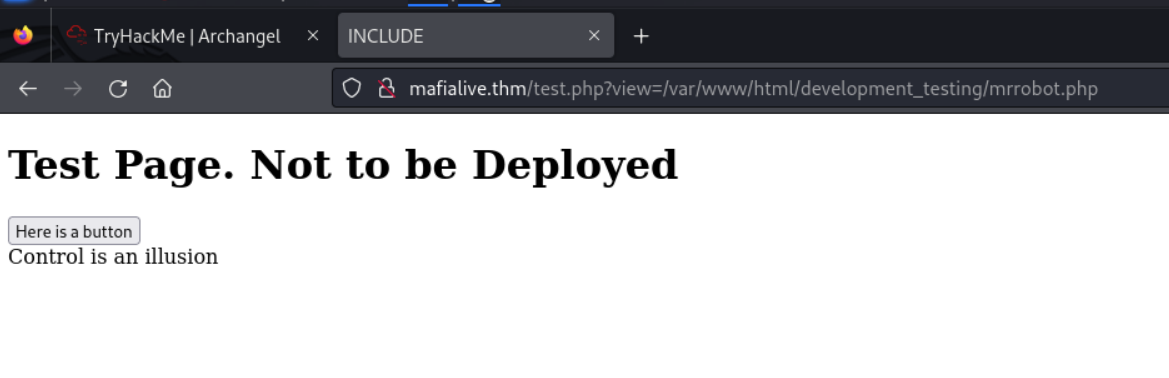 TryHackMe | Archangel
INCLUDE
mafialive.thm/test.php?view=/var/www/html/development_testing/mrrobot.php
Test Page. Not to be Deployed
Here is a button
Control is an illusion